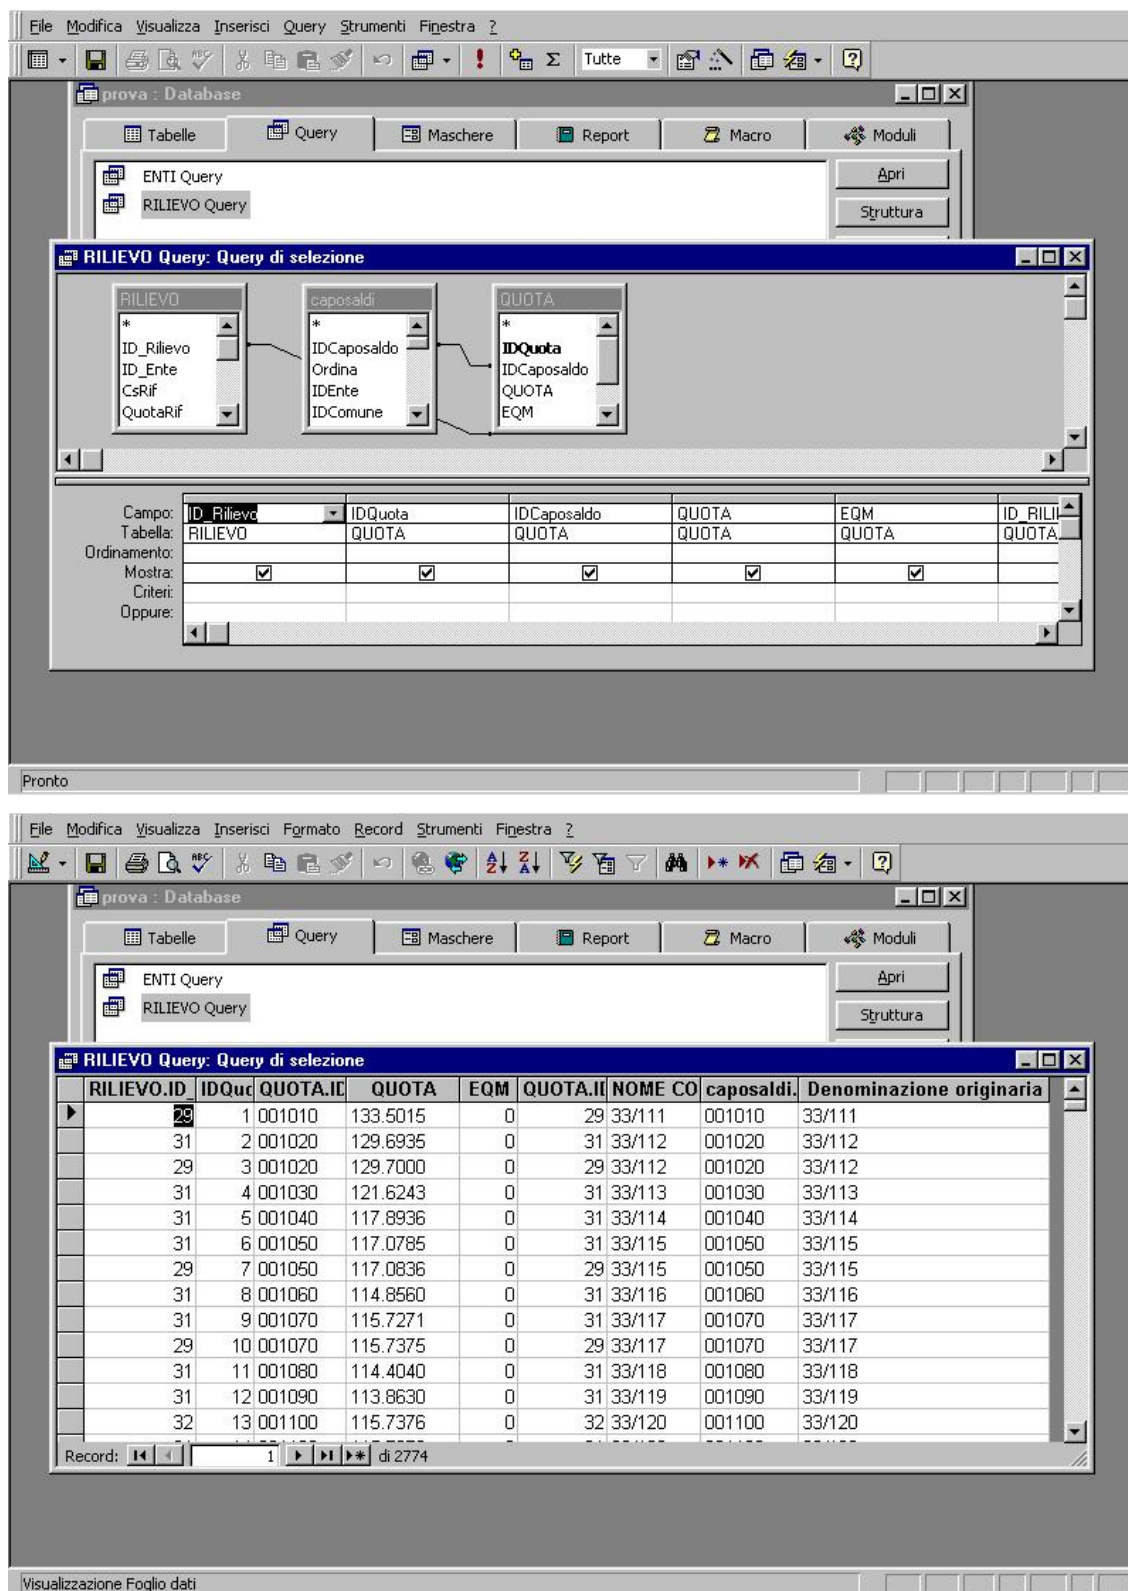 File Modifica Visualizza Inserisci Query Strumenti Finestra ?
Tutte
prova : Database
Tabelle Query Maschere Report Macro Moduli
ENTI Query Apri
RILIEVO Query Struttura
RILIEVO Query: Query di selezione
RILIEVO caposaldi QUOTA
* * *
ID_Rilievo IDCaposaldo IDQuota
ID_Ente Ordina IDCaposaldo
CsRif IDEnte QUOTA
QuotaRif IDComune EQM
Campo: ID_Rilievo IDQuota IDCaposaldo QUOTA EQM ID_RILI
Tabella: RILIEVO QUOTA QUOTA QUOTA QUOTA QUOTA
Ordinamento:
Mostra:
Criteri:
Oppure:
Pronto
File Modifica Visualizza Inserisci Formato Record Strumenti Finestra ?
prova : Database
Tabelle Query Maschere Report Macro Moduli
ENTI Query Apri
RILIEVO Query Struttura
RILIEVO Query: Query di selezione
RILIEVO.ID_ IDQuo QUOTA.ID QUOTA EQM QUOTA.ID NOME CO caposaldi. Denominazione originaria
29 1 001010 133.5015 0 29 33/111 001010 33/111
31 2 001020 129.6935 0 31 33/112 001020 33/112
29 3 001020 129.7000 0 29 33/112 001020 33/112
31 4 001030 121.6243 0 31 33/113 001030 33/113
31 5 001040 117.8936 0 31 33/114 001040 33/114
31 6 001050 117.0785 0 31 33/115 001050 33/115
29 7 001050 117.0836 0 29 33/115 001050 33/115
31 8 001060 114.8560 0 31 33/116 001060 33/116
31 9 001070 115.7271 0 31 33/117 001070 33/117
29 10 001070 115.7375 0 29 33/117 001070 33/117
31 11 001080 114.4040 0 31 33/118 001080 33/118
31 12 001090 113.8630 0 31 33/119 001090 33/119
32 13 001100 115.7376 0 32 33/120 001100 33/120
Record: 1 di 2774
Visualizzazione Foglio dati